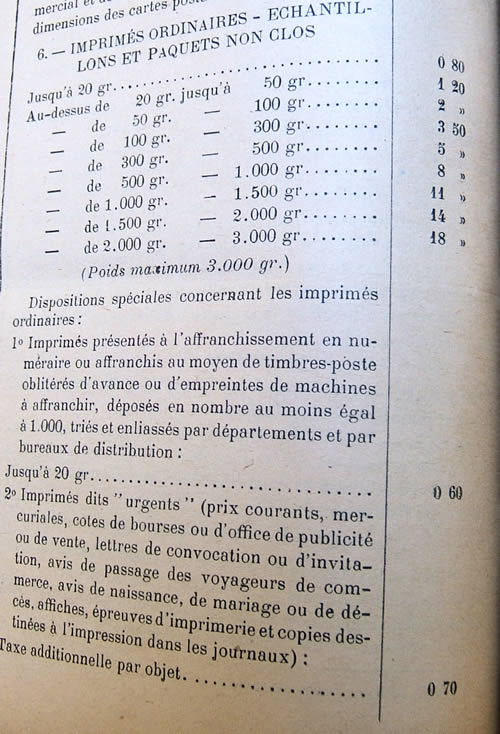 mercial et de
dimensions des cartes post
6. — IMPRIMÉS ORDINAIRES - ECHANTIL-
LONS ET PAQUETS NON CLOS
Jusqu'à 20 gr. . . . . . . . . . . . . . . . . . . . . . . . 0 80
Au-dessus de 20 gr. jusqu'à 50 gr. . . . . . . . 1 20
— de 50 gr. — 100 gr. . . . . . . . 2 »
— de 100 gr. — 300 gr. . . . . . . . 3 50
— de 300 gr. — 500 gr. . . . . . . . 5 »
— de 500 gr. — 1.000 gr. . . . . . . . 8 »
— de 1.000 gr. — 1.500 gr. . . . . . . . 11 »
— de 1.500 gr. — 2.000 gr. . . . . . . . 14 »
— de 2.000 gr. — 3.000 gr. . . . . . . . 18 »
(Poids maximum 3.000 gr.)
Dispositions spéciales concernant les imprimés
ordinaires :
1º Imprimés présentés à l'affranchissement en nu-
méraire ou affranchis au moyen de timbres-poste
oblitérés d'avance ou d'empreintes de machines
à affranchir, déposés en nombre au moins égal
à 1.000, triés et enliassés par départements et par
bureaux de distribution :
Jusqu'à 20 gr. . . . . . . . . . . . . . . . . . . . . . . . 0 60
2º Imprimés dits "urgents" (prix courants, mer-
curiales, cotes de bourses ou d'office de publicité
ou de vente, lettres de convocation ou d'invita-
tion, avis de passage des voyageurs de com-
merce, avis de naissance, de mariage ou de dé-
cès, affiches, épreuves d'imprimerie et copies des-
tinées à l'impression dans les journaux) :
Taxe additionnelle par objet. . . . . . . . . . . . . . . 0 70